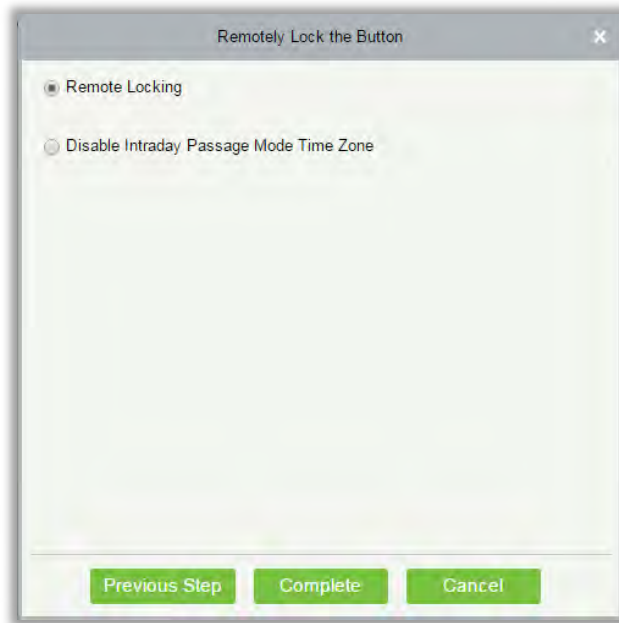 Remotely Lock the Button
Remote Locking
Disable Intraday Passage Mode Time Zone
Previous Step Complete Cancel